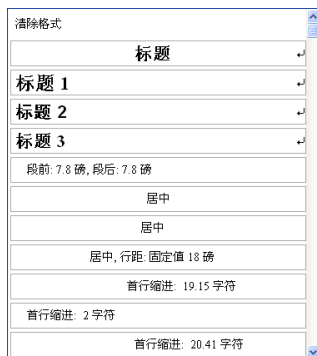 清除格式
标题
标题 1
标题 2
标题 3
段前: 7.8 磅, 段后: 7.8 磅
居中
居中
居中, 行距: 固定值 18 磅
首行缩进: 19.15 字符
首行缩进: 2 字符
首行缩进: 20.41 字符